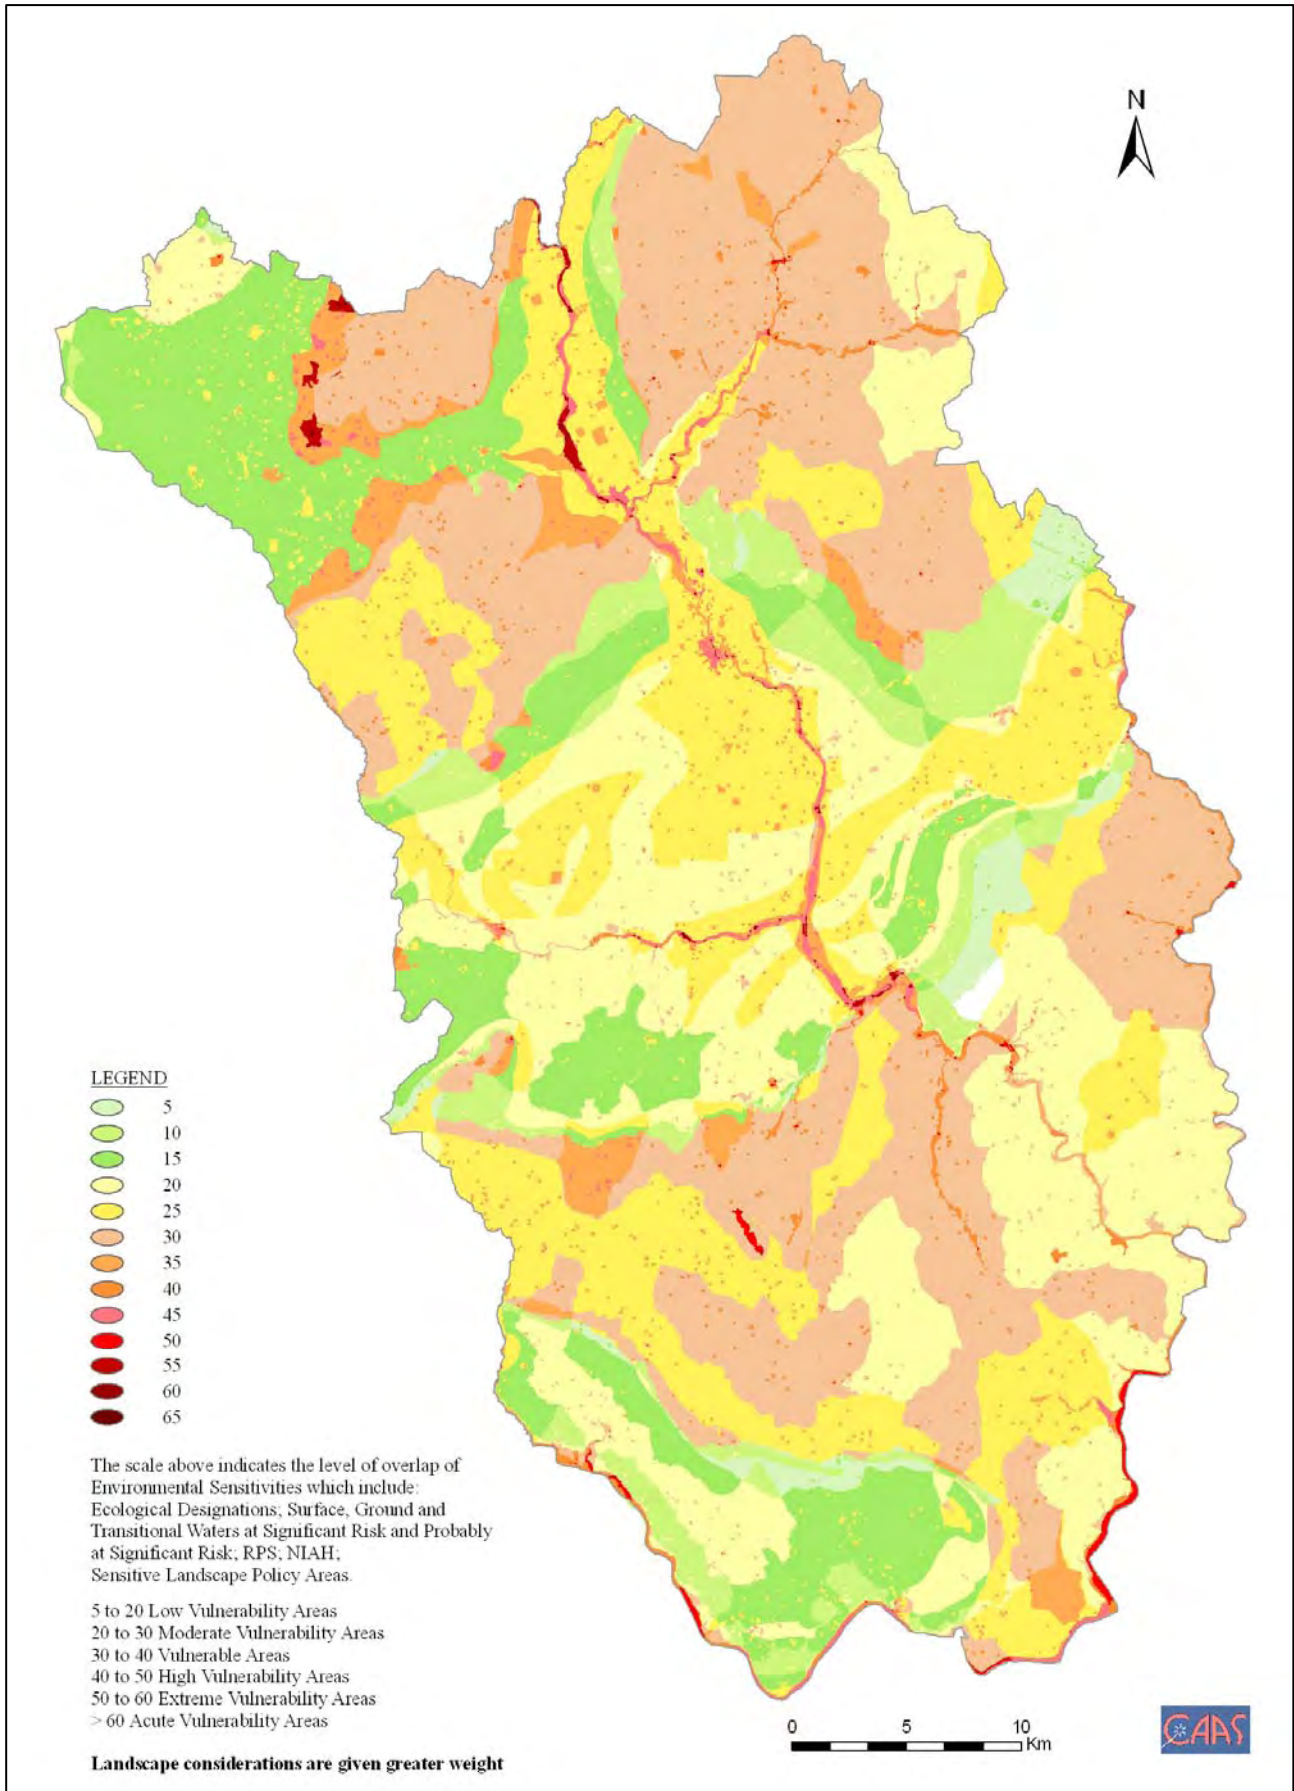 N
LEGEND
5
10
15
20
25
30
35
40
45
50
55
60
65
The scale above indicates the level of overlap of
Environmental Sensitivities which include:
Ecological Designations; Surface, Ground and
Transitional Waters at Significant Risk and Probably
at Significant Risk; RPS; NIAH;
Sensitive Landscape Policy Areas.
5 to 20 Low Vulnerability Areas
20 to 30 Moderate Vulnerability Areas
30 to 40 Vulnerable Areas
40 to 50 High Vulnerability Areas
50 to 60 Extreme Vulnerability Areas
> 60 Acute Vulnerability Areas
Landscape considerations are given greater weight
0 5 10
Km
CAAS